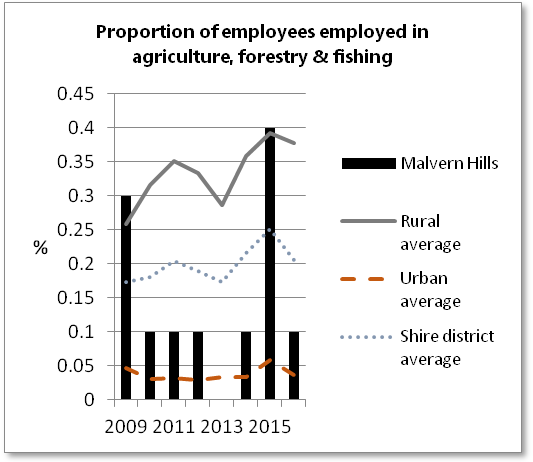 Proportion of employees employed in
agriculture, forestry & fishing
0.45
0.4
0.35
0.3
0.25
0.2
0.15
0.1
0.05
0
%
2009 2011 2013 2015
Malvern Hills
Rural
average
Urban
average
Shire district
average